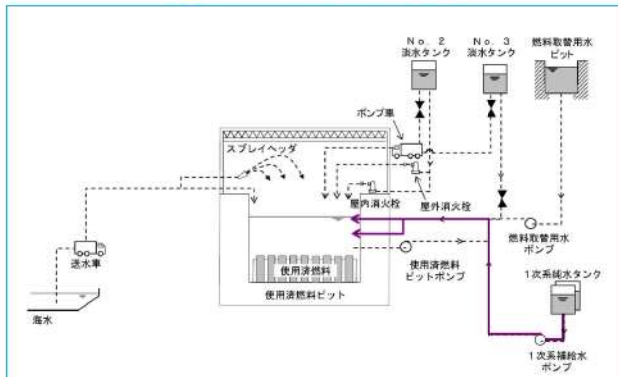 No. 2
淡水タンク
No. 3
淡水タンク
燃料取替用水
ピット
ポンプ車
スプレイヘッダ
屋内消火栓
屋外消火栓
燃料取替用水
ポンプ
送水車
使用済燃料
使用済燃料
ピットポンプ
使用済燃料ピット
1次系純水タンク
海水
1次系補給水
ポンプ